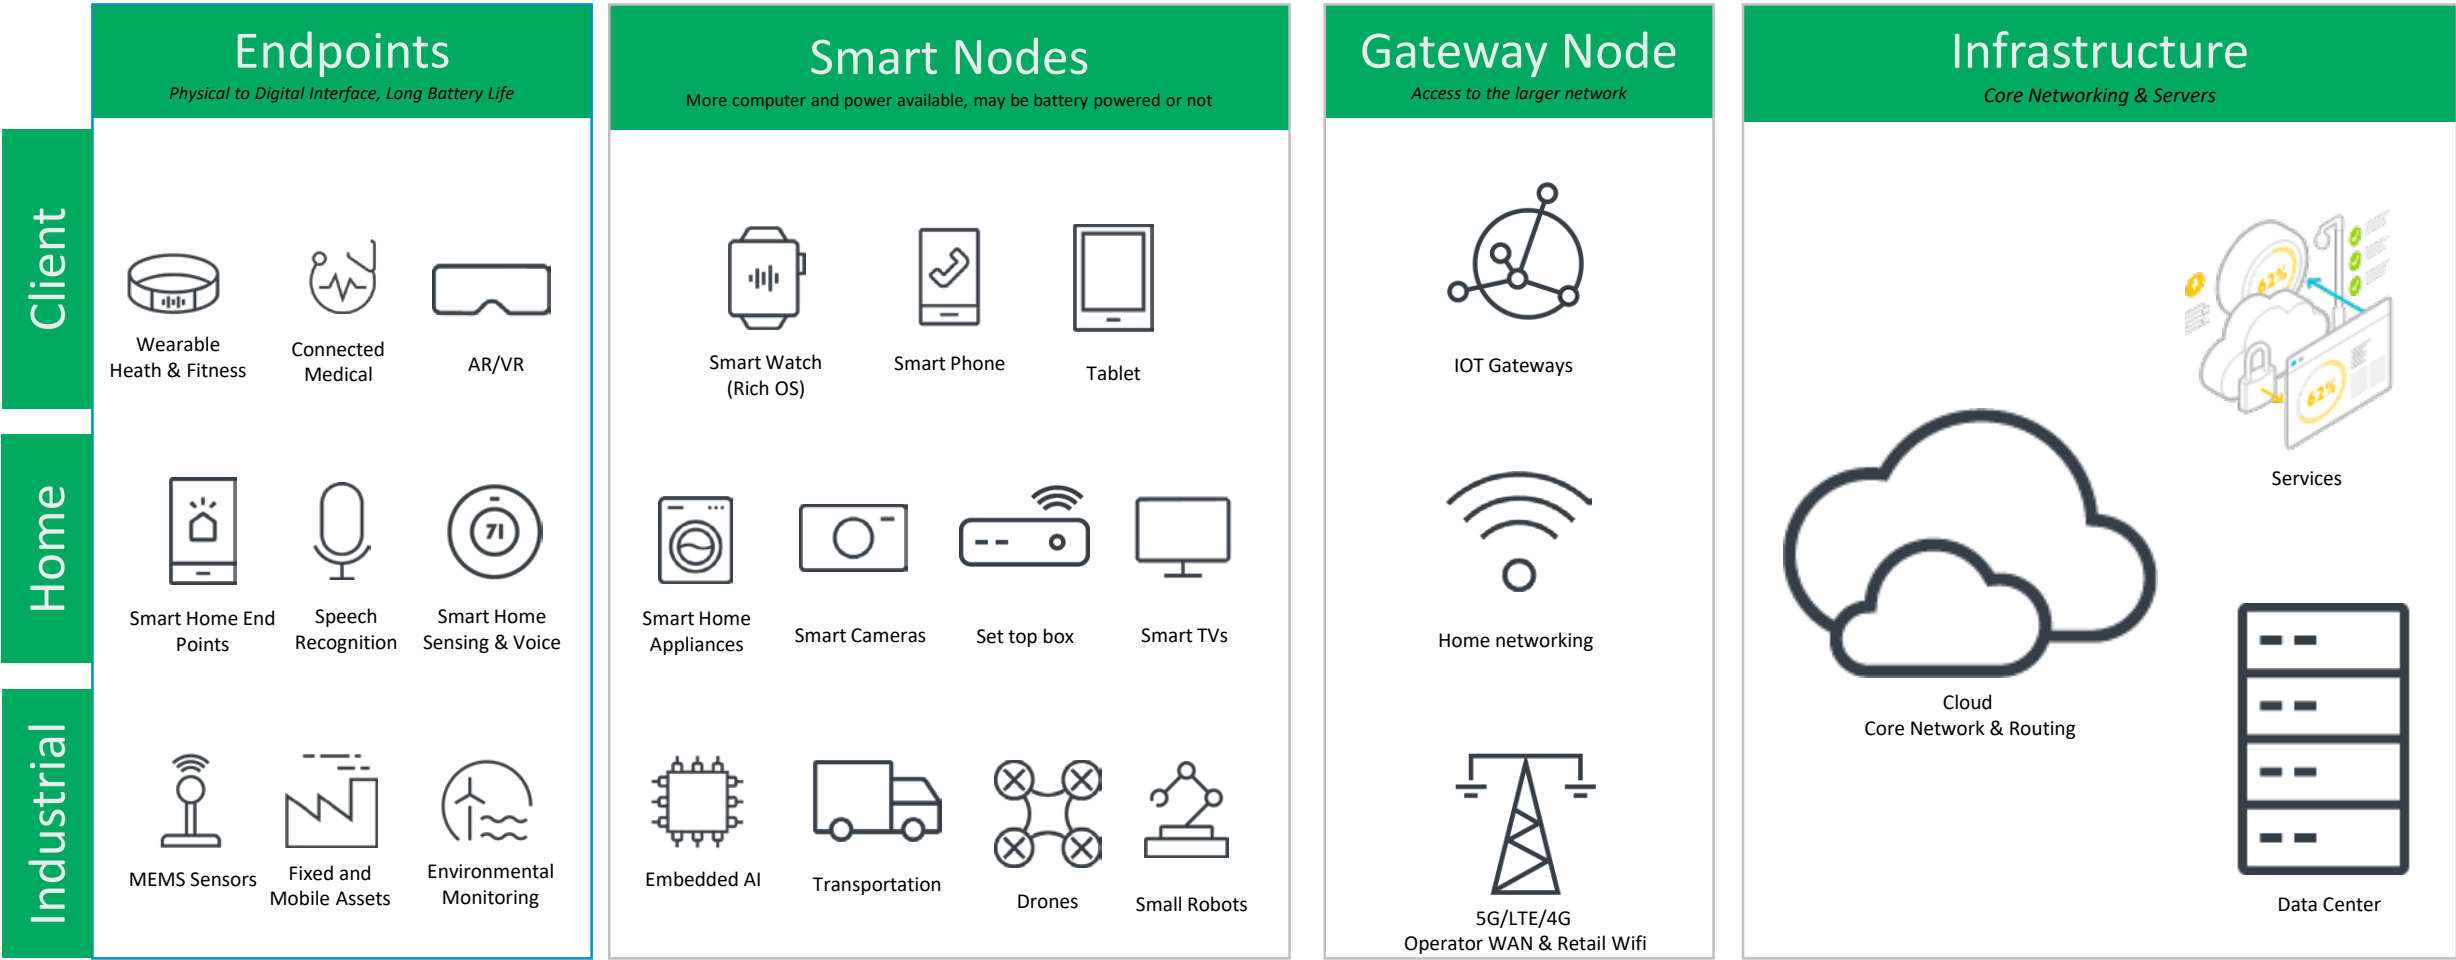 Endpoints
Physical to Digital Interface, Long Battery Life
Smart Nodes
More computer and power available, may be battery powered or not
Gateway Node
Access to the larger network
Infrastructure
Core Networking & Servers
Client
Wearable
Heath & Fitness
Connected
Medical
AR/VR
Smart Watch
(Rich OS)
Smart Phone
Tablet
IOT Gateways
62%
62%
Services
Home
71
Smart Home End
Points
Speech
Recognition
Smart Home
Sensing & Voice
Smart Home
Appliances
Smart Cameras
Set top box
Smart TVs
Home networking
Cloud
Core Network & Routing
Industrial
MEMS Sensors
Fixed and
Mobile Assets
Environmental
Monitoring
Embedded AI
Transportation
Drones
Small Robots
5G/LTE/4G
Operator WAN & Retail Wifi
Data Center